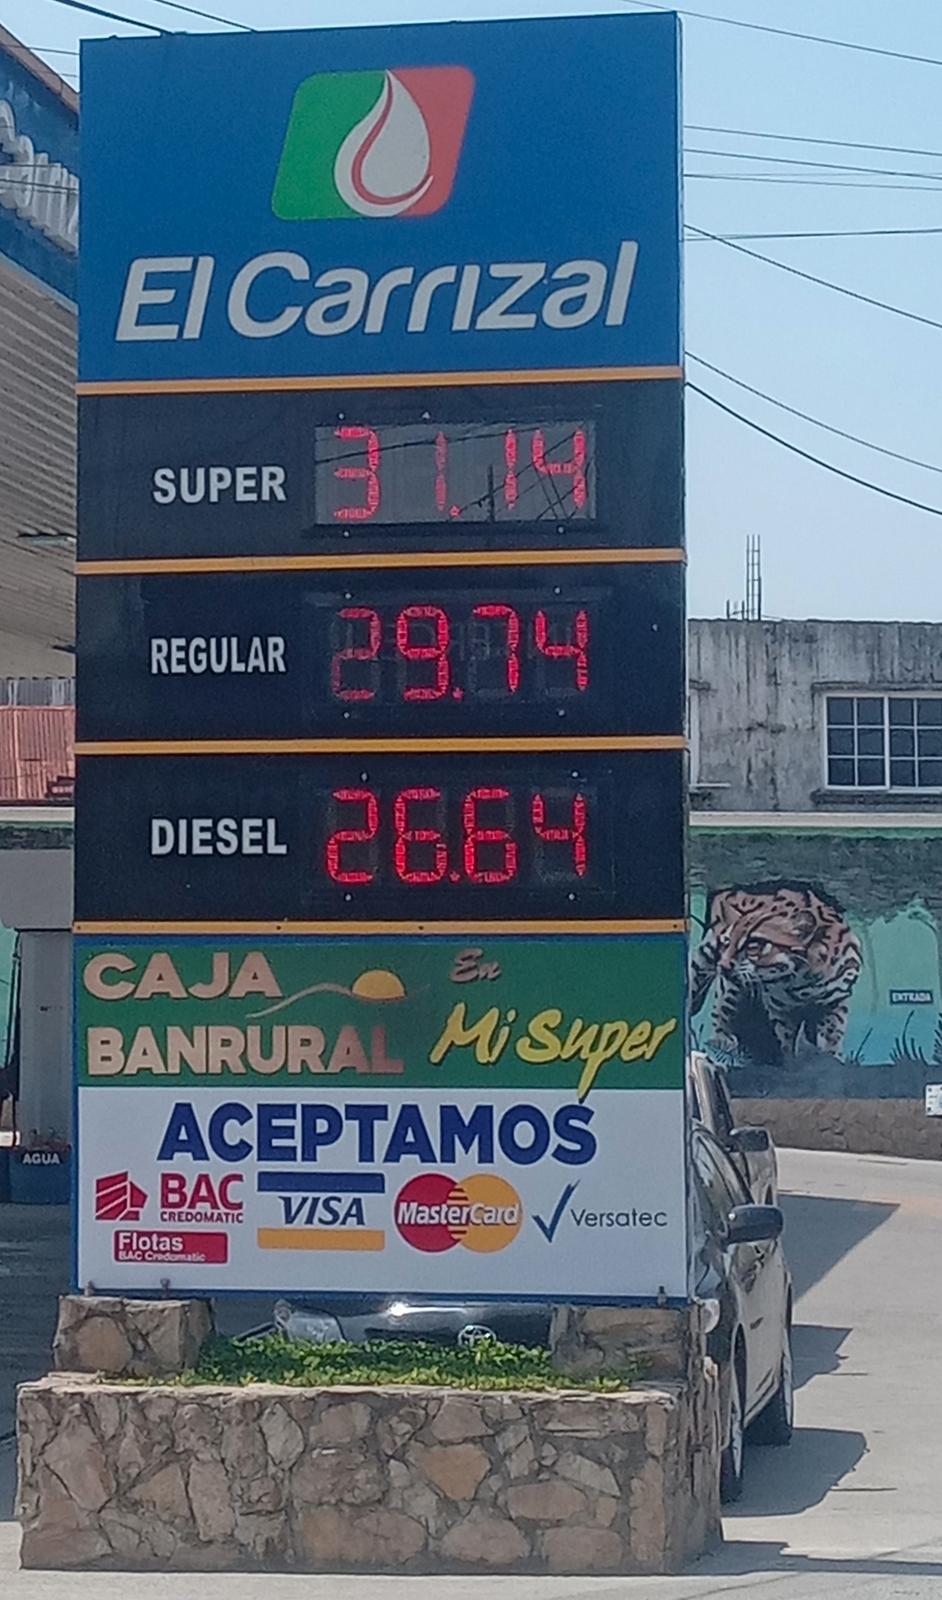 El Carrizal
SUPER 31.14
REGULAR 29.74
DIESEL 26.64
CAJA BANRURAL
En Mi Super
ACEPTAMOS
BAC CREDOMATIC
Flotas
BAC Credomatic
VISA
MasterCard
Versatec
AGUA
ENTRADA